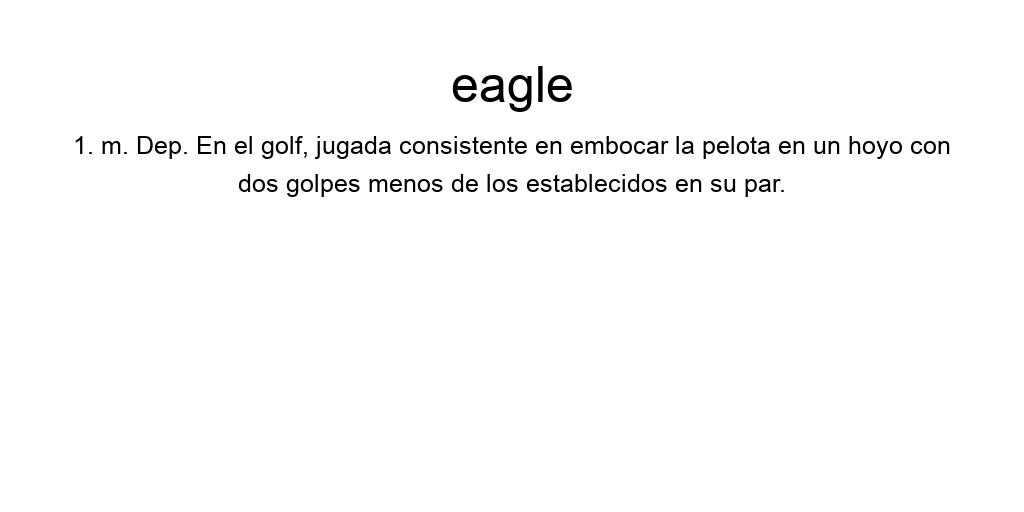 eagle
1. m. Dep. En el golf, jugada consistente en embocar la pelota en un hoyo con
dos golpes menos de los establecidos en su par.